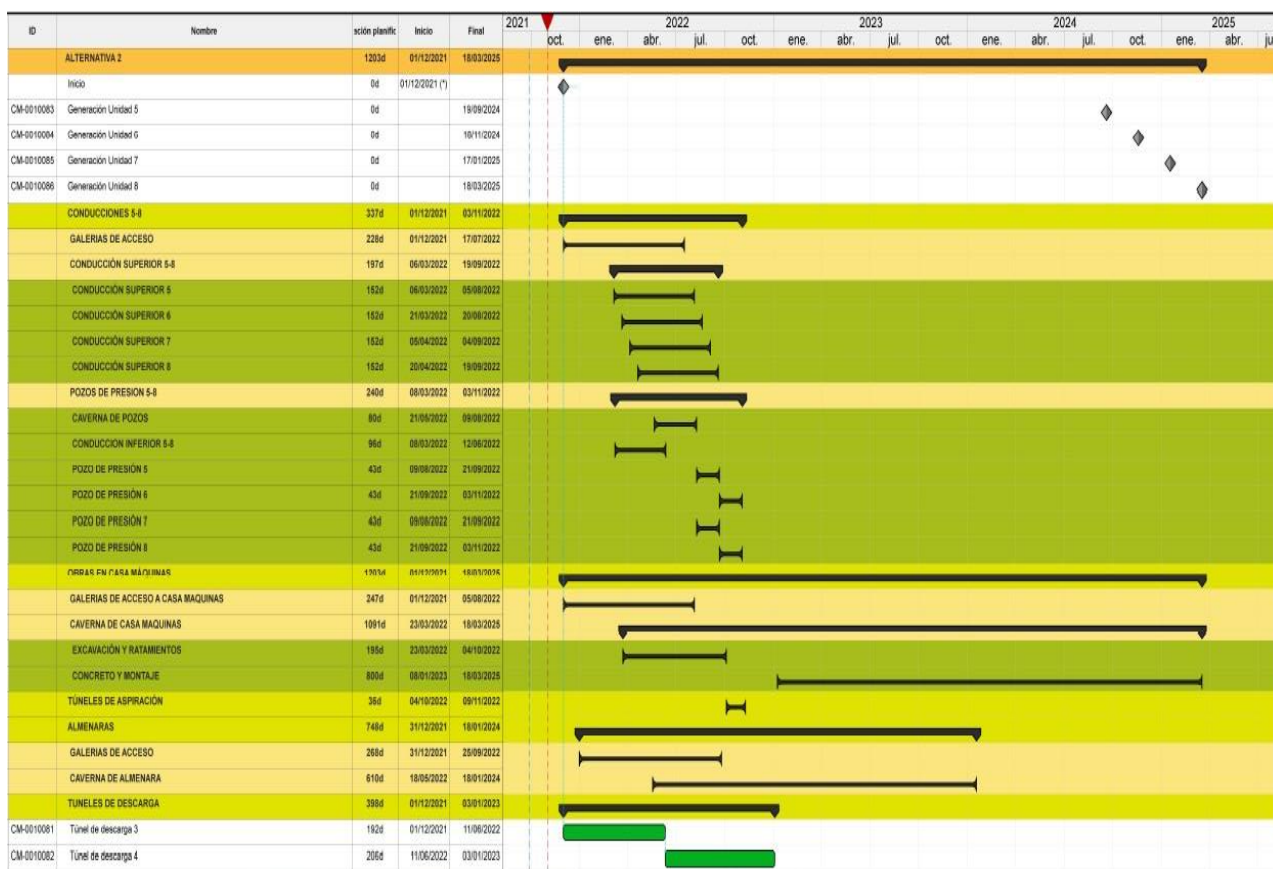 2021 2022 2023 2024 2025
ID Nombre sción planific Inicio Final oct. ene. abr. jul. oct. ene. abr. jul. oct. ene. abr. jul. oct. ene. abr. ju
ALTERNATIVA 2 1203d 01/12/2021 18/03/2025
Inicio 0d 01/12/2021 (*)
CM-0010083 Generación Unidad 5 0d 19/09/2024
CM-0010084 Generación Unidad 6 0d 18/11/2024
CM-0010085 Generación Unidad 7 0d 17/01/2025
CM-0010086 Generación Unidad 8 0d 18/03/2025
CONDUCCIONES 5-8 337d 01/12/2021 03/11/2022
GALERIAS DE ACCESO 228d 01/12/2021 17/07/2022
CONDUCCIÓN SUPERIOR 5-8 197d 06/03/2022 19/09/2022
CONDUCCIÓN SUPERIOR 5 152d 06/03/2022 05/08/2022
CONDUCCIÓN SUPERIOR 6 152d 21/03/2022 20/08/2022
CONDUCCIÓN SUPERIOR 7 152d 05/04/2022 04/09/2022
CONDUCCIÓN SUPERIOR 8 152d 20/04/2022 19/09/2022
POZOS DE PRESION 5-8 240d 08/03/2022 03/11/2022
CAVERNA DE POZOS 80d 21/05/2022 09/08/2022
CONDUCCION INFERIOR 5-8 96d 08/03/2022 12/06/2022
POZO DE PRESIÓN 5 43d 09/08/2022 21/09/2022
POZO DE PRESIÓN 6 43d 21/09/2022 03/11/2022
POZO DE PRESIÓN 7 43d 09/08/2022 21/09/2022
POZO DE PRESIÓN 8 43d 21/09/2022 03/11/2022
OBRAS EN CASA MÁQUINAS 1203d 01/12/2021 18/03/2025
GALERIAS DE ACCESO A CASA MAQUINAS 247d 01/12/2021 05/08/2022
CAVERNA DE CASA MAQUINAS 1091d 23/03/2022 18/03/2025
EXCAVACIÓN Y RATAMIENTOS 195d 23/03/2022 04/10/2022
CONCRETO Y MONTAJE 800d 08/01/2023 18/03/2025
TÚNELES DE ASPIRACIÓN 36d 04/10/2022 09/11/2022
ALMENARAS 748d 31/12/2021 18/01/2024
GALERIAS DE ACCESO 268d 31/12/2021 25/09/2022
CAVERNA DE ALMENARA 610d 18/05/2022 18/01/2024
TUNELES DE DESCARGA 398d 01/12/2021 03/01/2023
CM-0010081 Túnel de descarga 3 192d 01/12/2021 11/06/2022
CM-0010082 Túnel de descarga 4 206d 11/06/2022 03/01/2023